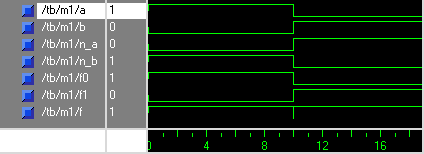 /tb/m1/a 1
/tb/m1/b 0
/tb/m1/n_a 0
/tb/m1/n_b 1
/tb/m1/f0 1
/tb/m1/f1 0
/tb/m1/f 1
0 4 8 12 16